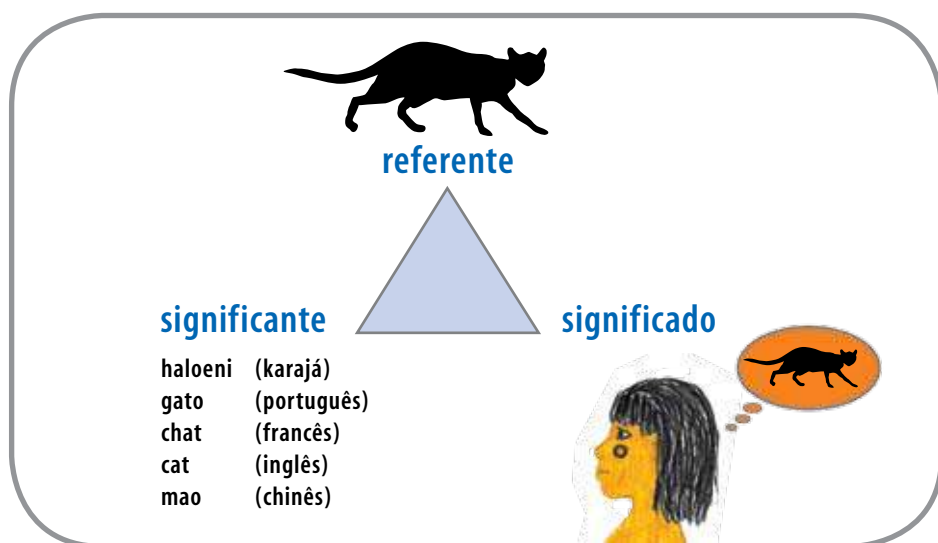 referente
significante
significado
haloeni (karajá)
gato (português)
chat (francês)
cat (inglês)
mao (chinês)